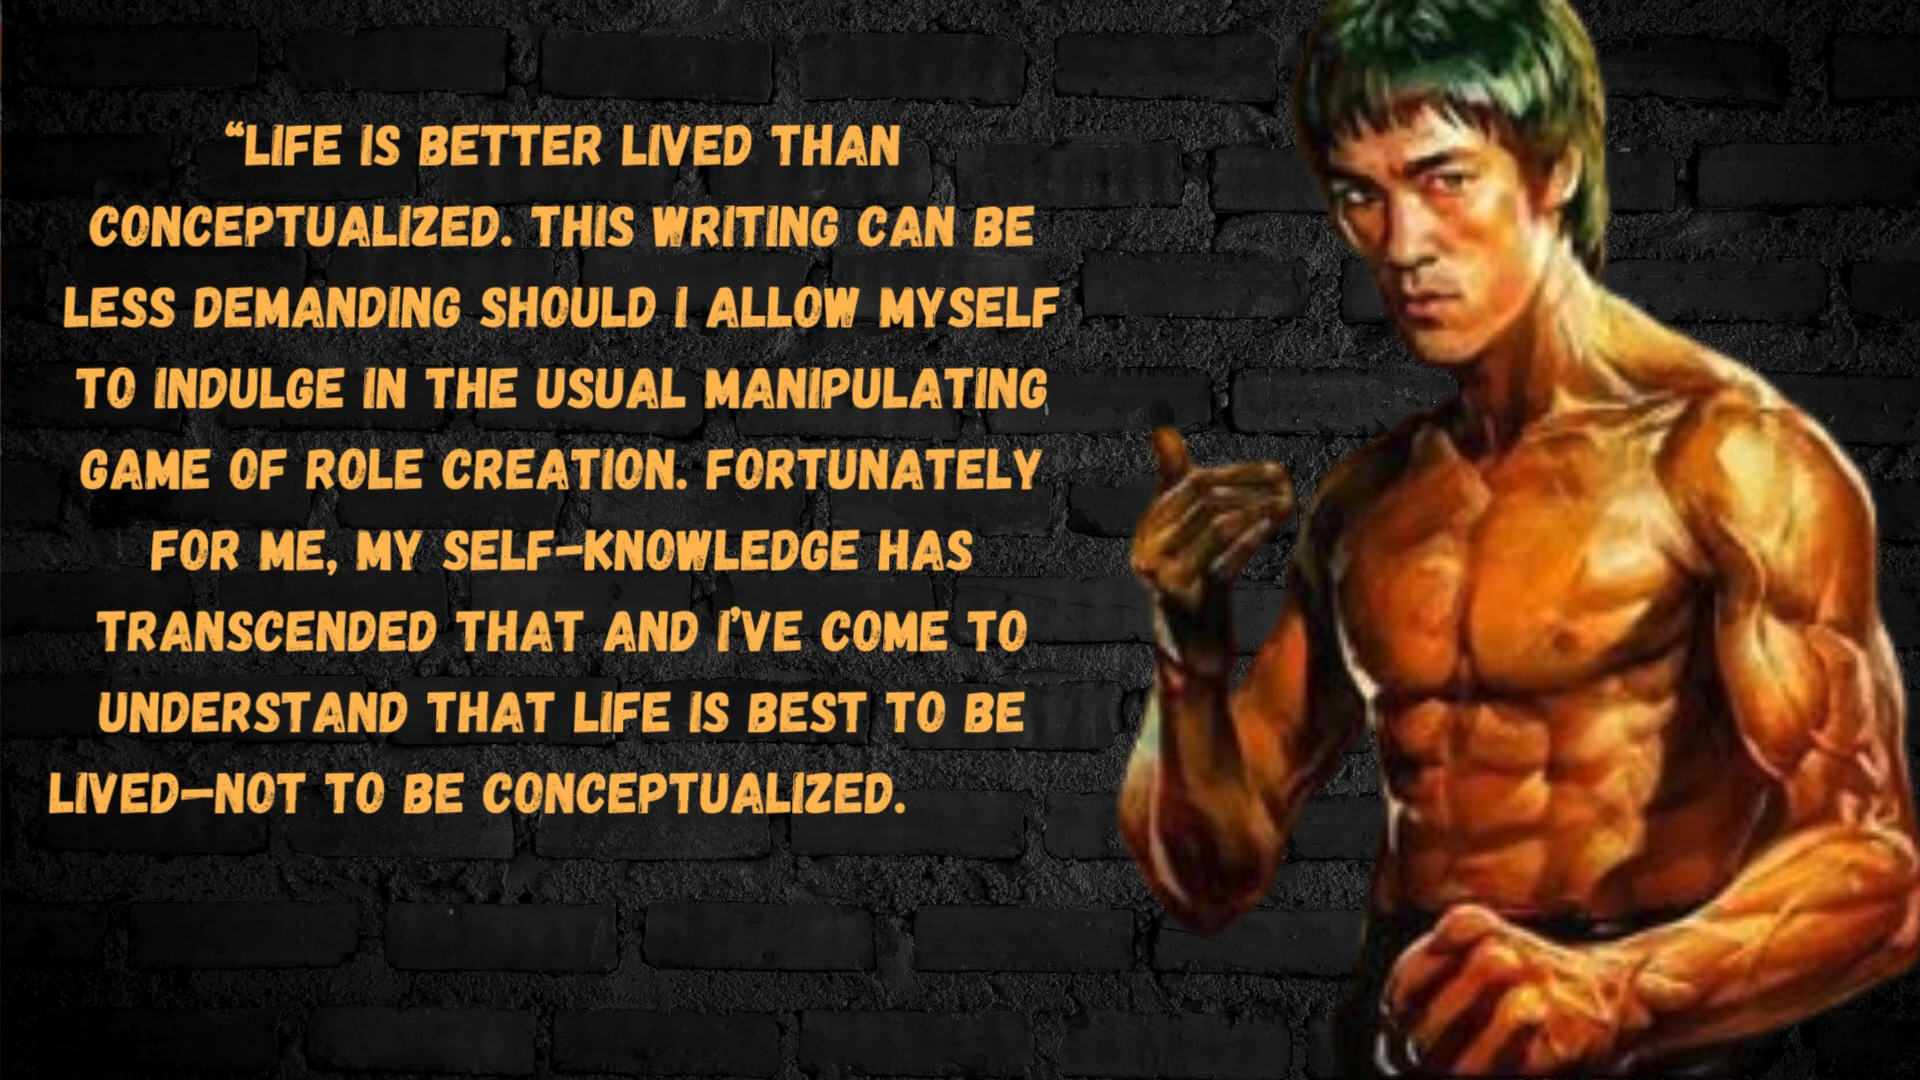 “LIFE IS BETTER LIVED THAN
CONCEPTUALIZED. THIS WRITING CAN BE
LESS DEMANDING SHOULD I ALLOW MYSELF
TO INDULGE IN THE USUAL MANIPULATING
GAME OF ROLE CREATION. FORTUNATELY
FOR ME, MY SELF-KNOWLEDGE HAS
TRANSCENDED THAT AND I’VE COME TO
UNDERSTAND THAT LIFE IS BEST TO BE
LIVED—NOT TO BE CONCEPTUALIZED.